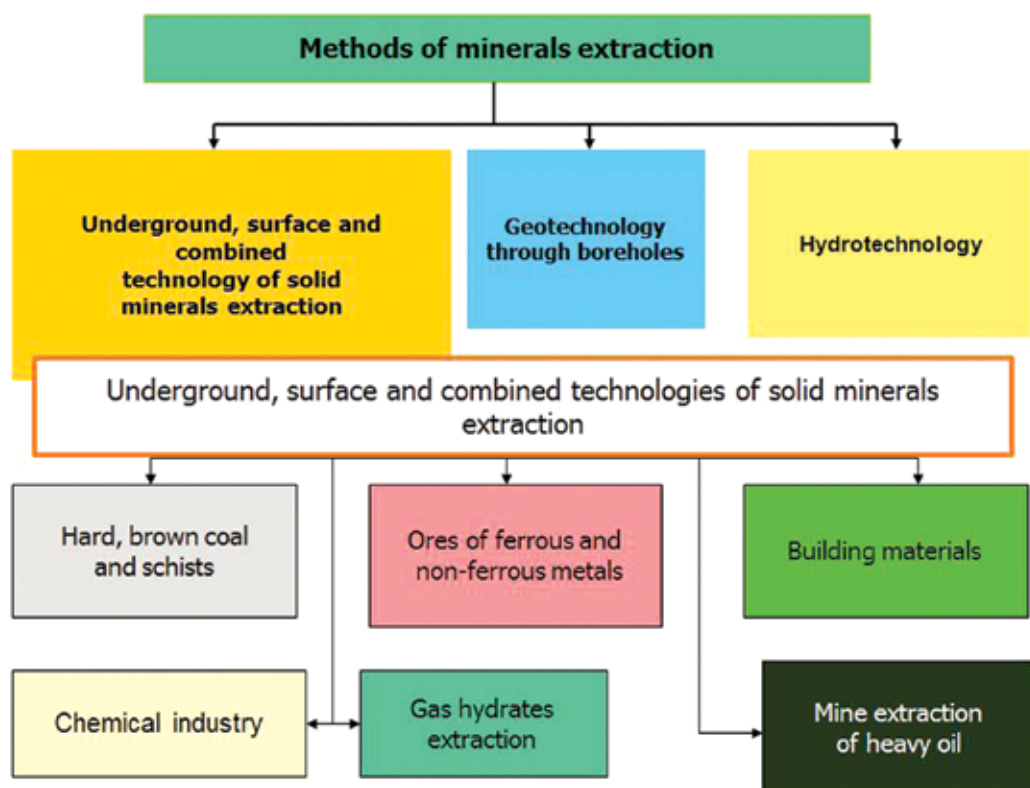 Methods of minerals extraction
Underground, surface and
combined
technology of solid
minerals extraction
Geotechnology
through boreholes
Hydrotechnology
Underground, surface and combined technologies of solid minerals
extraction
Hard, brown coal
and schists
Ores of ferrous and
non-ferrous metals
Building materials
Chemical industry
Gas hydrates
extraction
Mine extraction
of heavy oil